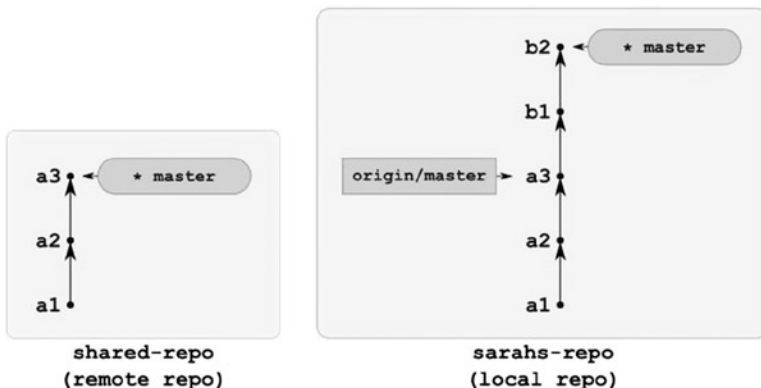 a3
* master
a2
a1
shared-repo
(remote repo)
b2
* master
b1
origin/master
a3
a2
a1
sarahs-repo
(local repo)